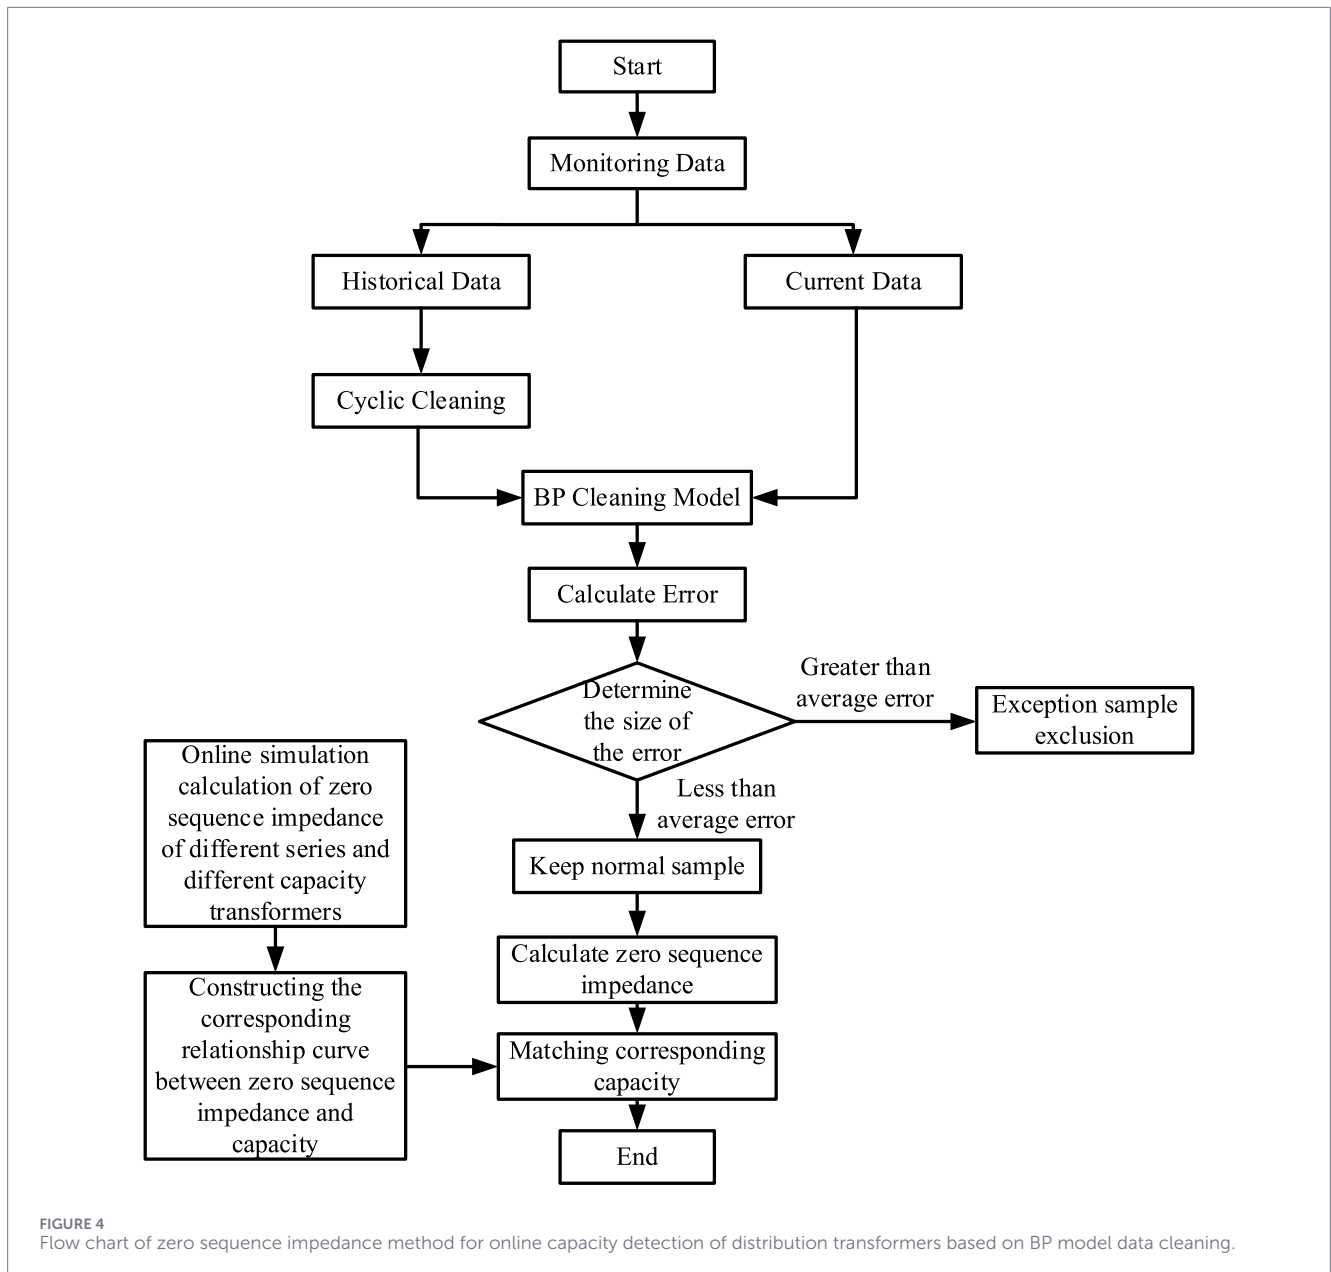 Start
Monitoring Data
Historical Data
Current Data
Cyclic Cleaning
BP Cleaning Model
Calculate Error
Determine
the size of
the error
Greater than
average error
Exception sample
exclusion
Less than
average error
Keep normal sample
Online simulation
calculation of zero
sequence impedance
of different series and
different capacity
transformers
Calculate zero sequence
impedance
Constructing the
corresponding
relationship curve
between zero sequence
impedance and
capacity
Matching corresponding
capacity
End
FIGURE 4
Flow chart of zero sequence impedance method for online capacity detection of distribution transformers based on BP model data cleaning.